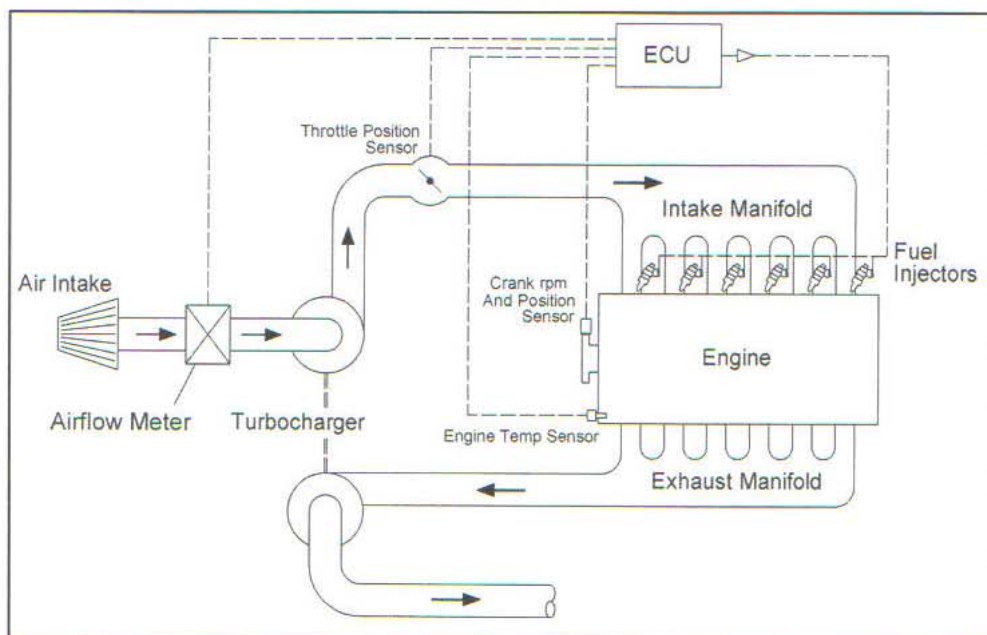 ECU
Throttle Position
Sensor
Intake Manifold
Fuel
Injectors
Air Intake
Crank rpm
And Position
Sensor
Engine
Airflow Meter
Turbocharger
Engine Temp Sensor
Exhaust Manifold